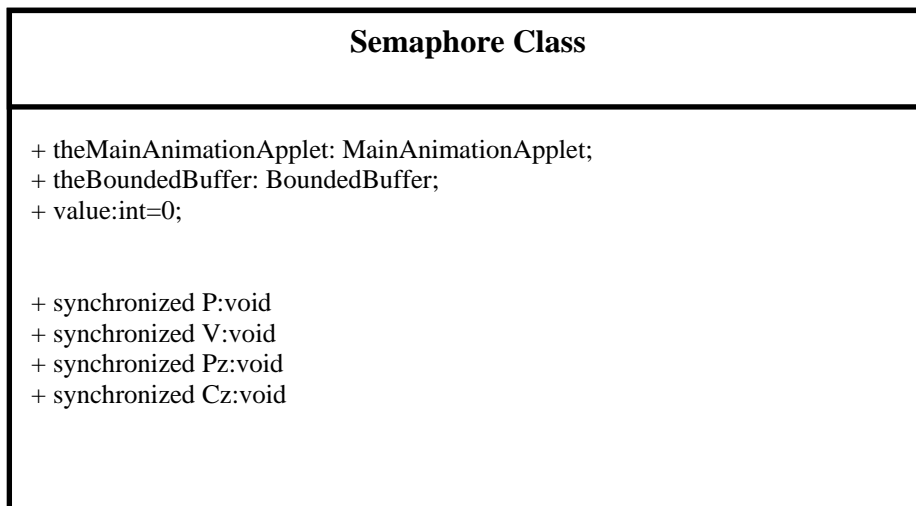 Semaphore Class
+ theMainAnimationApplet: MainAnimationApplet;
+ theBoundedBuffer: BoundedBuffer;
+ value:int=0;
+ synchronized P:void
+ synchronized V:void
+ synchronized Pz:void
+ synchronized Cz:void